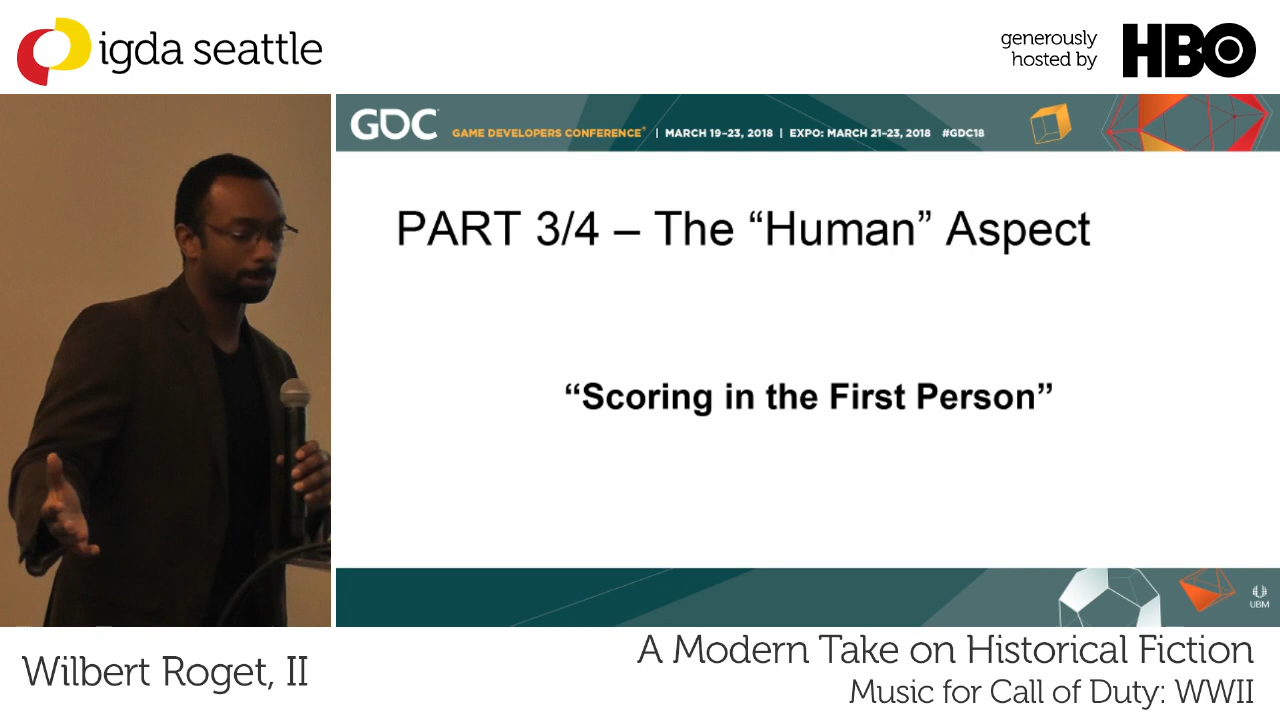 igda seattle
generously
hosted by
HBO
GDC
GAME DEVELOPERS CONFERENCE® | MARCH 19–23, 2018 | EXPO: MARCH 21–23, 2018 #GDC18
PART 3/4 – The “Human” Aspect
“Scoring in the First Person”
UBM
Wilbert Roget, II
A Modern Take on Historical Fiction
Music for Call of Duty: WWII